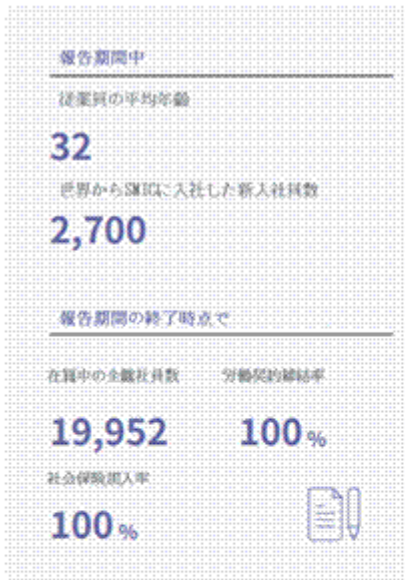 報告期間中
従業員の平均年齢
32
世界からSMICに入社した新入社員数
2,700
報告期間の終了時点で
在籍中の全職社員数
労働契約締結率
19,952
100 %
社会保険加入率
100 %